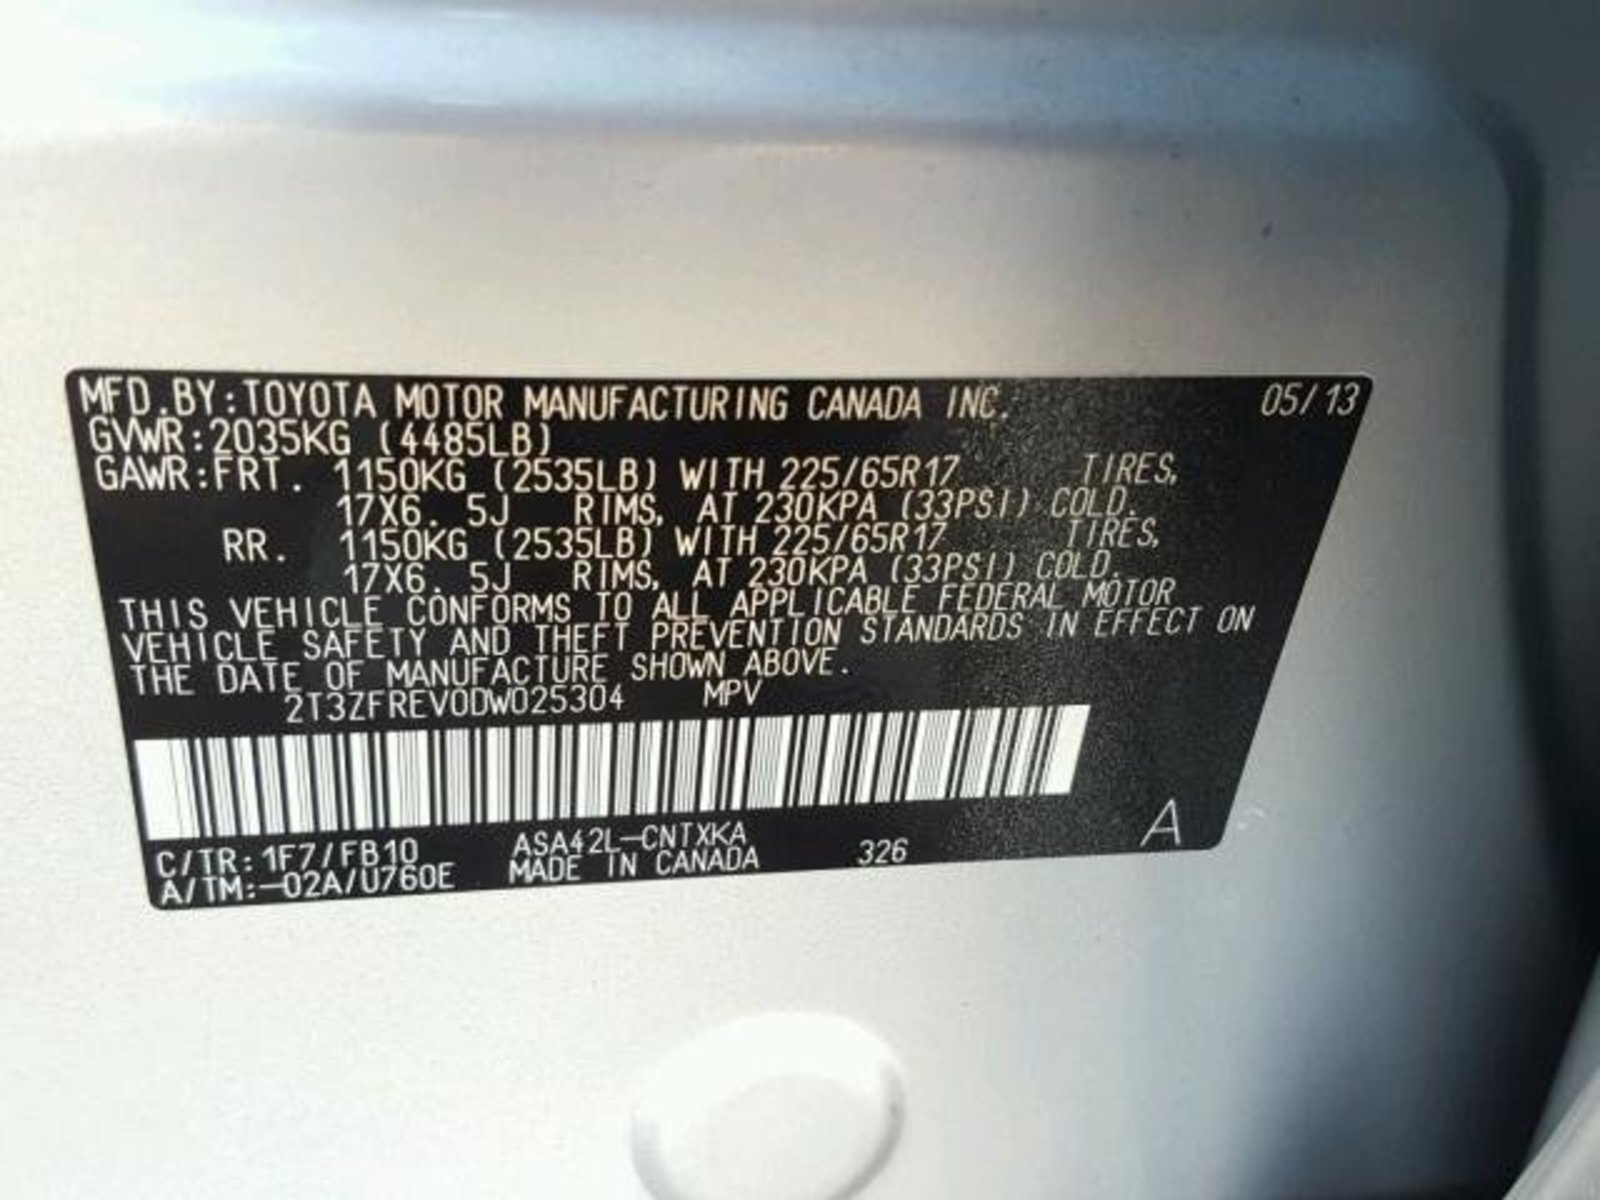 MFD.BY:TOYOTA MOTOR MANUFACTURING CANADA INC. 05/13
GVWR:2035KG (4485LB)
GAWR:FRT. 1150KG (2535LB) WITH 225/65R17 TIRES,
17X6. 5J RIMS, AT 230KPA (33PSI) COLD.
RR. 1150KG (2535LB) WITH 225/65R17 TIRES,
17X6. 5J RIMS, AT 230KPA (33PSI) COLD.
THIS VEHICLE CONFORMS TO ALL APPLICABLE FEDERAL MOTOR
VEHICLE SAFETY AND THEFT PREVENTION STANDARDS IN EFFECT ON
THE DATE OF MANUFACTURE SHOWN ABOVE.
2T3ZFREV0DW025304 MPV
C/TR:1F7/FB10 ASA42L-CNTXKA 326 A
A/TM:-02A/U760E MADE IN CANADA